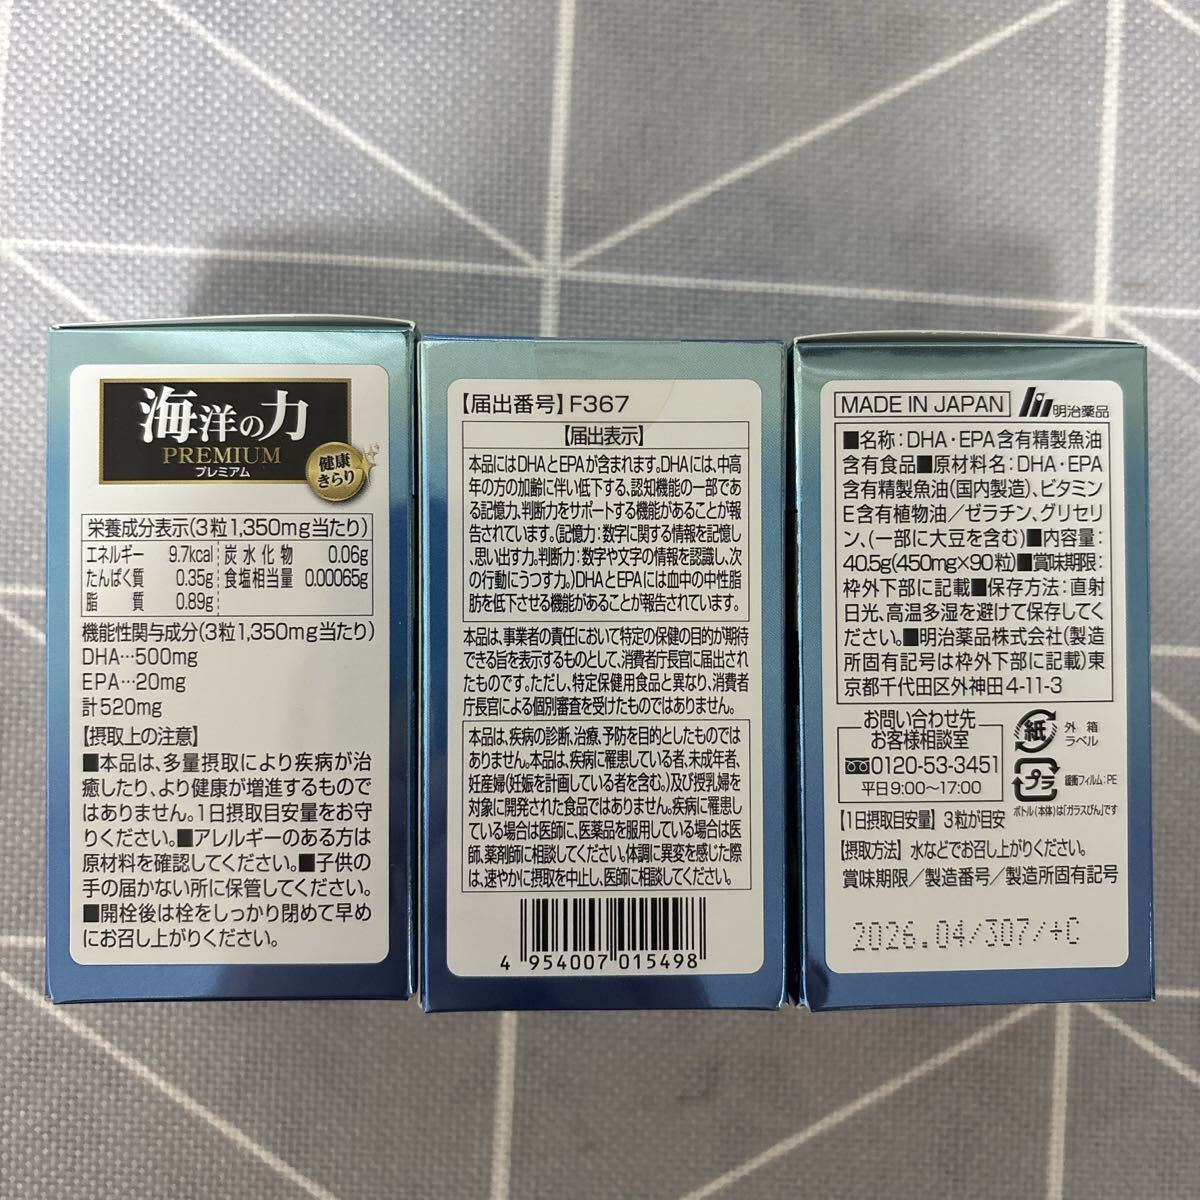 海洋の力
PREMIUM
プレミアム
健康
きらり
栄養成分表示(3粒1,350mg当たり)
エネルギー 9.7kcal 炭水化物 0.06g
たんぱく質 0.35g 食塩相当量 0.00065g
脂質 0.89g
機能性関与成分(3粒1,350mg当たり)
DHA…500mg
EPA…20mg
計520mg
【摂取上の注意】
■本品は、多量摂取により疾病が治
癒したり、より健康が増進するもので
はありません。1日摂取目安量をお守
りください。■アレルギーのある方は
原材料を確認してください。■子供の
手の届かない所に保管してください。
■開栓後は栓をしっかり閉めて早め
にお召し上がりください。
【届出番号】F367
【届出表示】
本品にはDHAとEPAが含まれます。DHAには、中高
年の方の加齢に伴い低下する、認知機能の一部であ
る記憶力、判断力をサポートする機能があることが報
告されています。(記憶力:数字に関する情報を記憶し
、思い出す力。判断力:数字や文字の情報を認識し、次
の行動にうつす力。)DHAとEPAには血中の中性脂
肪を低下させる機能があることが報告されています。
本品は、事業者の責任において特定の保健の目的が期待
できる旨を表示するものとして、消費者庁長官に届出され
たものです。ただし、特定保健用食品と異なり、消費者
庁長官による個別審査を受けたものではありません。
本品は、疾病の診断、治療、予防を目的としたものではあ
りません。本品は、疾病に罹患している者、未成年者、
妊産婦(妊娠を計画している者を含む。)及び授乳婦を
対象に開発された食品ではありません。疾病に罹患し
ている場合は医師に、医薬品を服用している場合は医
師、薬剤師に相談してください。体調に異変を感じた際
は、速やかに摂取を中止し、医師に相談してください。
4 954007 015498
MADE IN JAPAN 明治薬品
■名称:DHA・EPA含有精製魚油
含有食品■原材料名:DHA・EPA
含有精製魚油(国内製造)、ビタミン
E含有植物油/ゼラチン、グリセリ
ン、(一部に大豆を含む)■内容量:
40.5g(450mg×90粒)■賞味期限:
枠外下部に記載■保存方法:直射
日光、高温多湿を避けて保存してく
ださい。■明治薬品株式会社(製造
所固有記号は枠外下部に記載)東
京都千代田区外神田4-11-3
お問い合わせ先
お客様相談室
0120-53-3451
平日9:00〜17:00
紙 外箱
ラベル
プラ 緩衝フィルム:PE
ボトル(本体)は「ガラスびん」です
【1日摂取目安量】3粒が目安
【摂取方法】水などでお召し上がりください。
賞味期限/製造番号/製造所固有記号
2026.04/307/+C